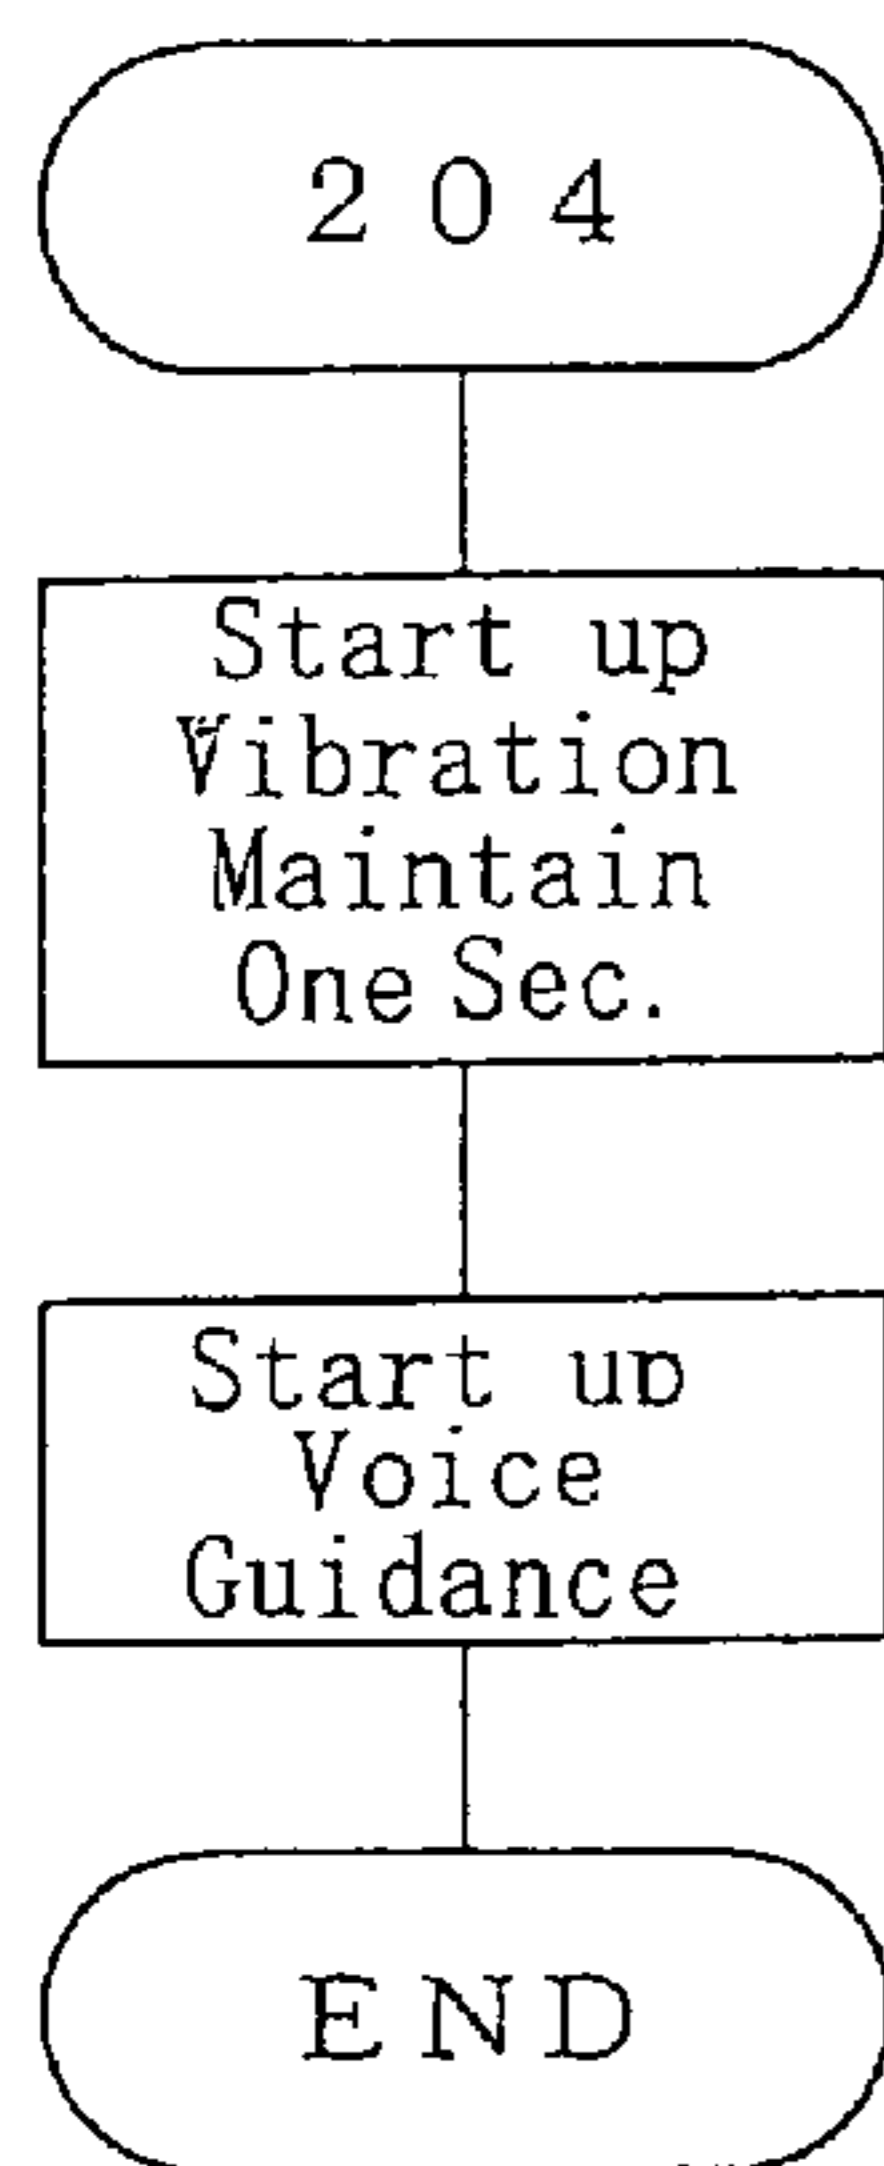 204
Start up
Vibration
Maintain
One Sec.
Start up
Voice
Guidance
END